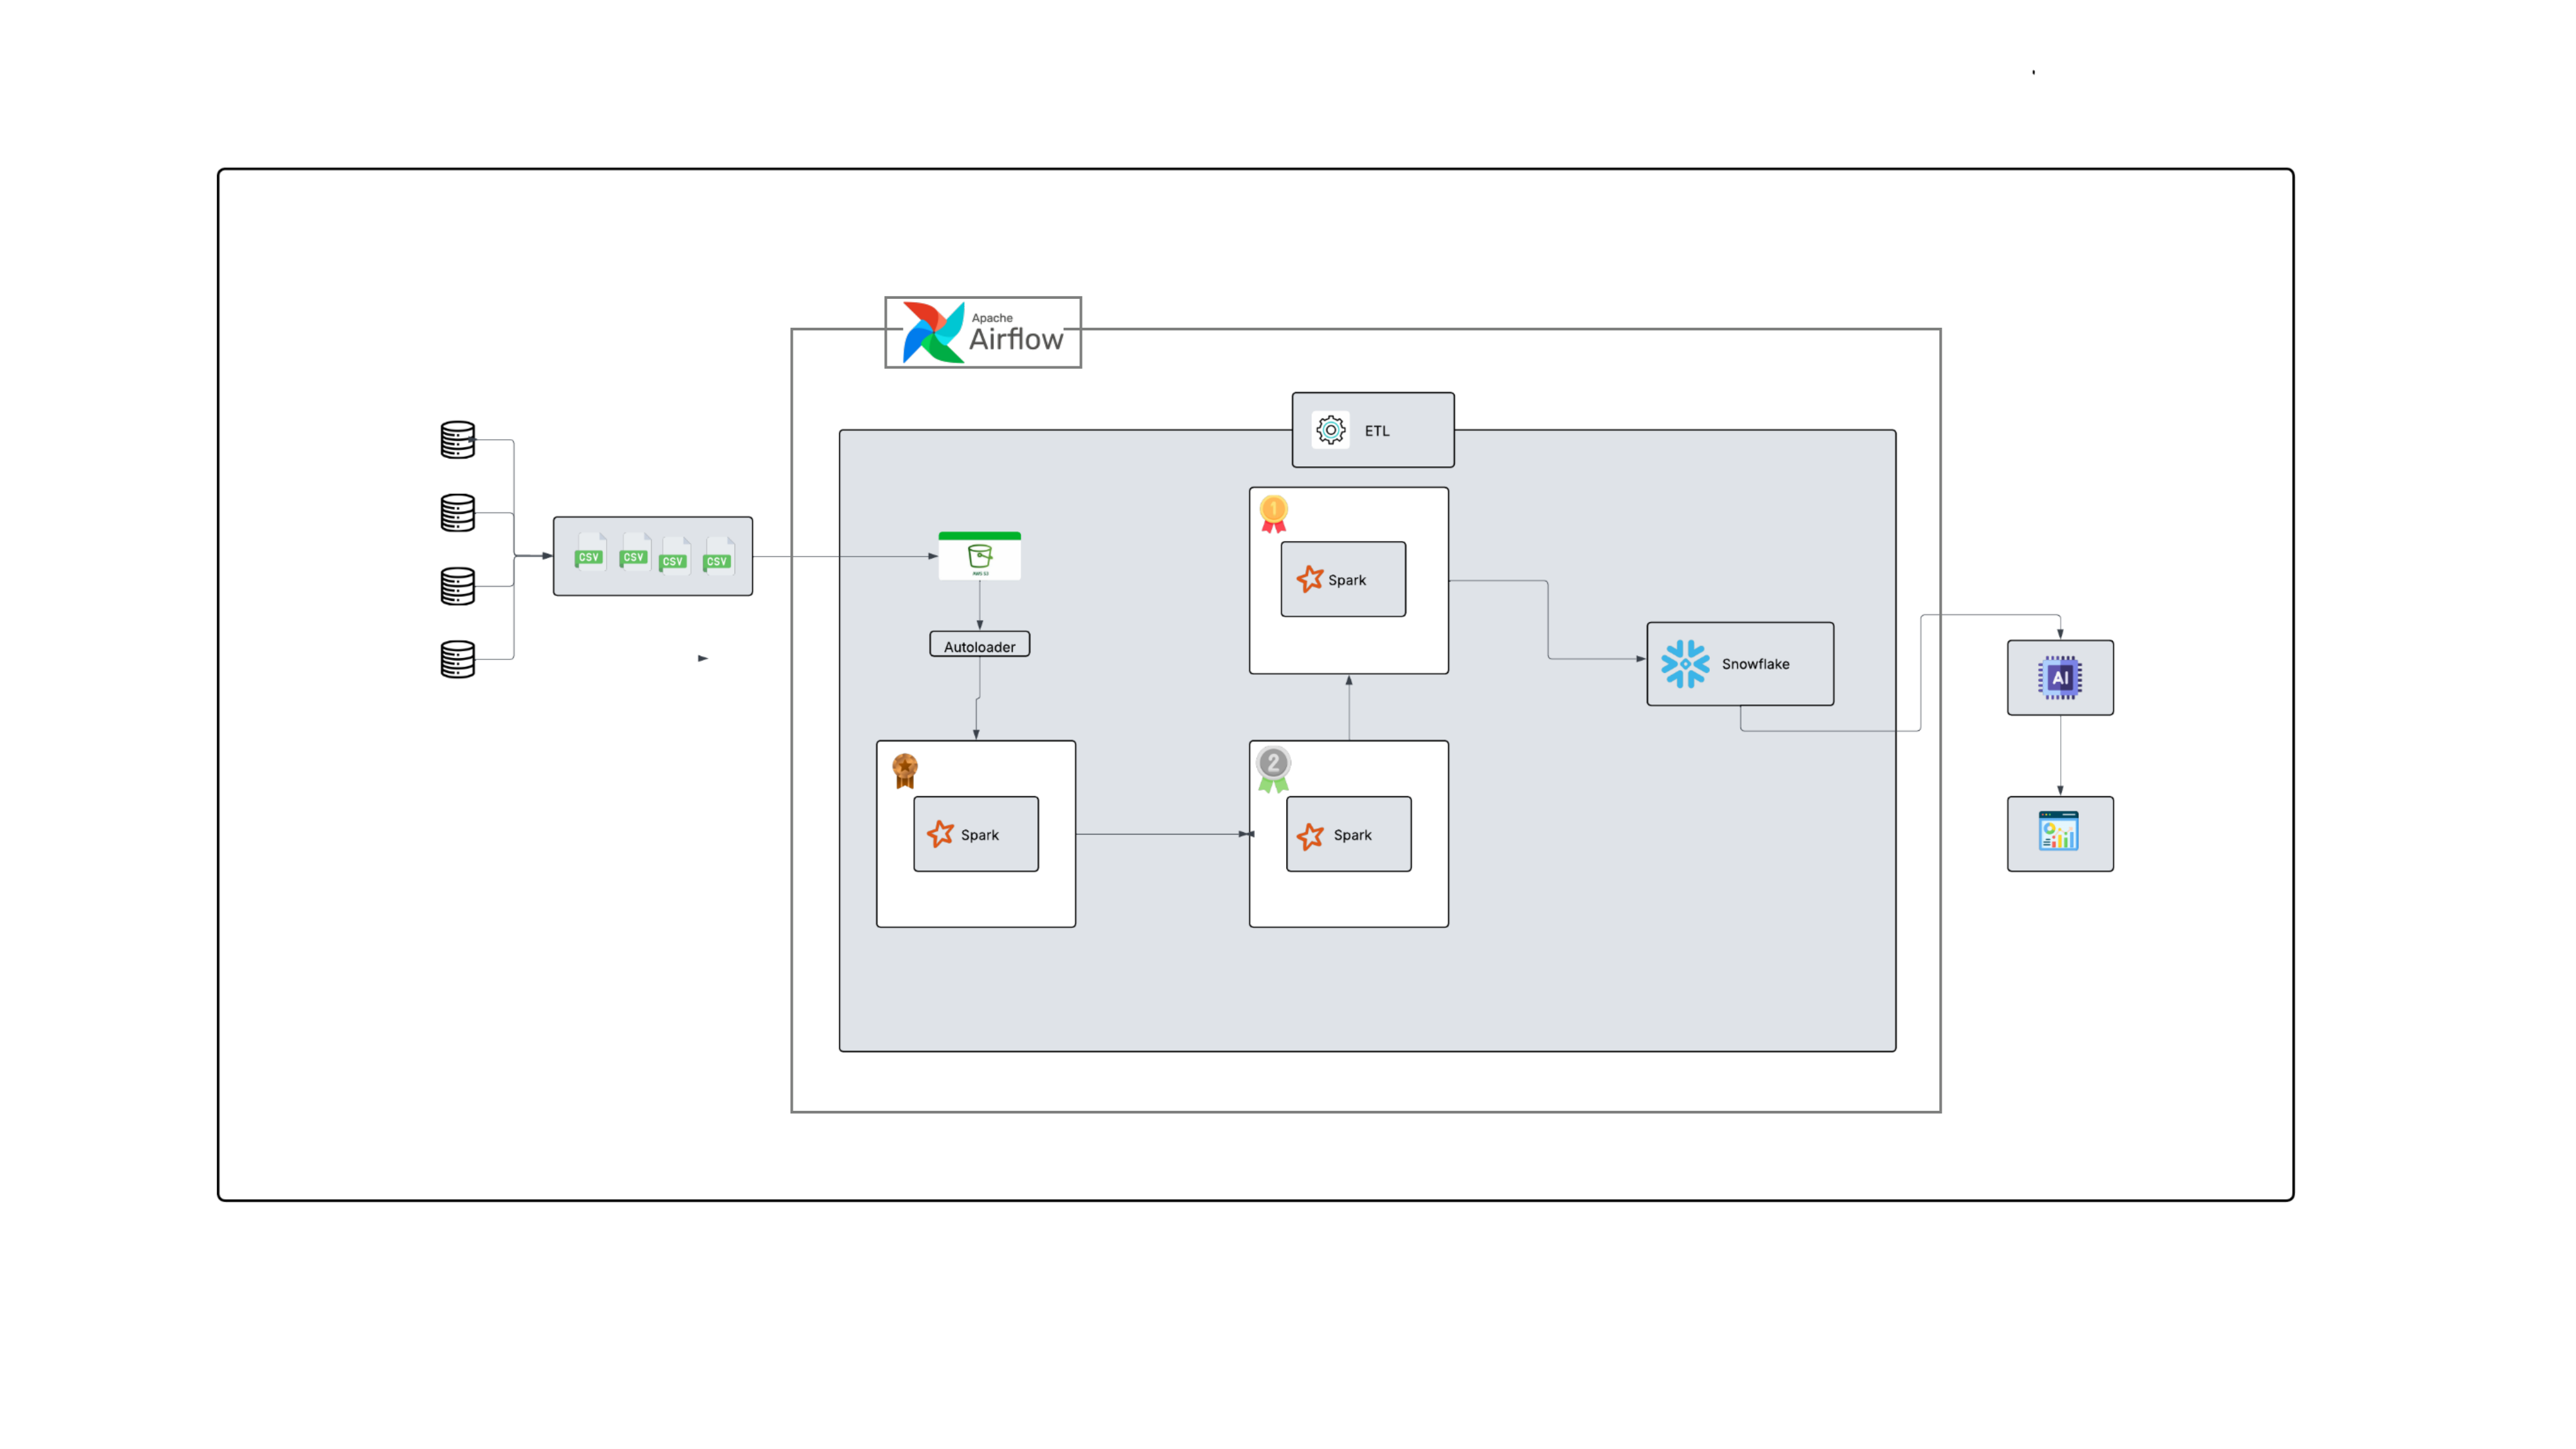 Apache
Airflow
ETL
CSV
CSV
CSV
CSV
AWS S3
1
Spark
Autoloader
Snowflake
AI
2
Spark
Spark